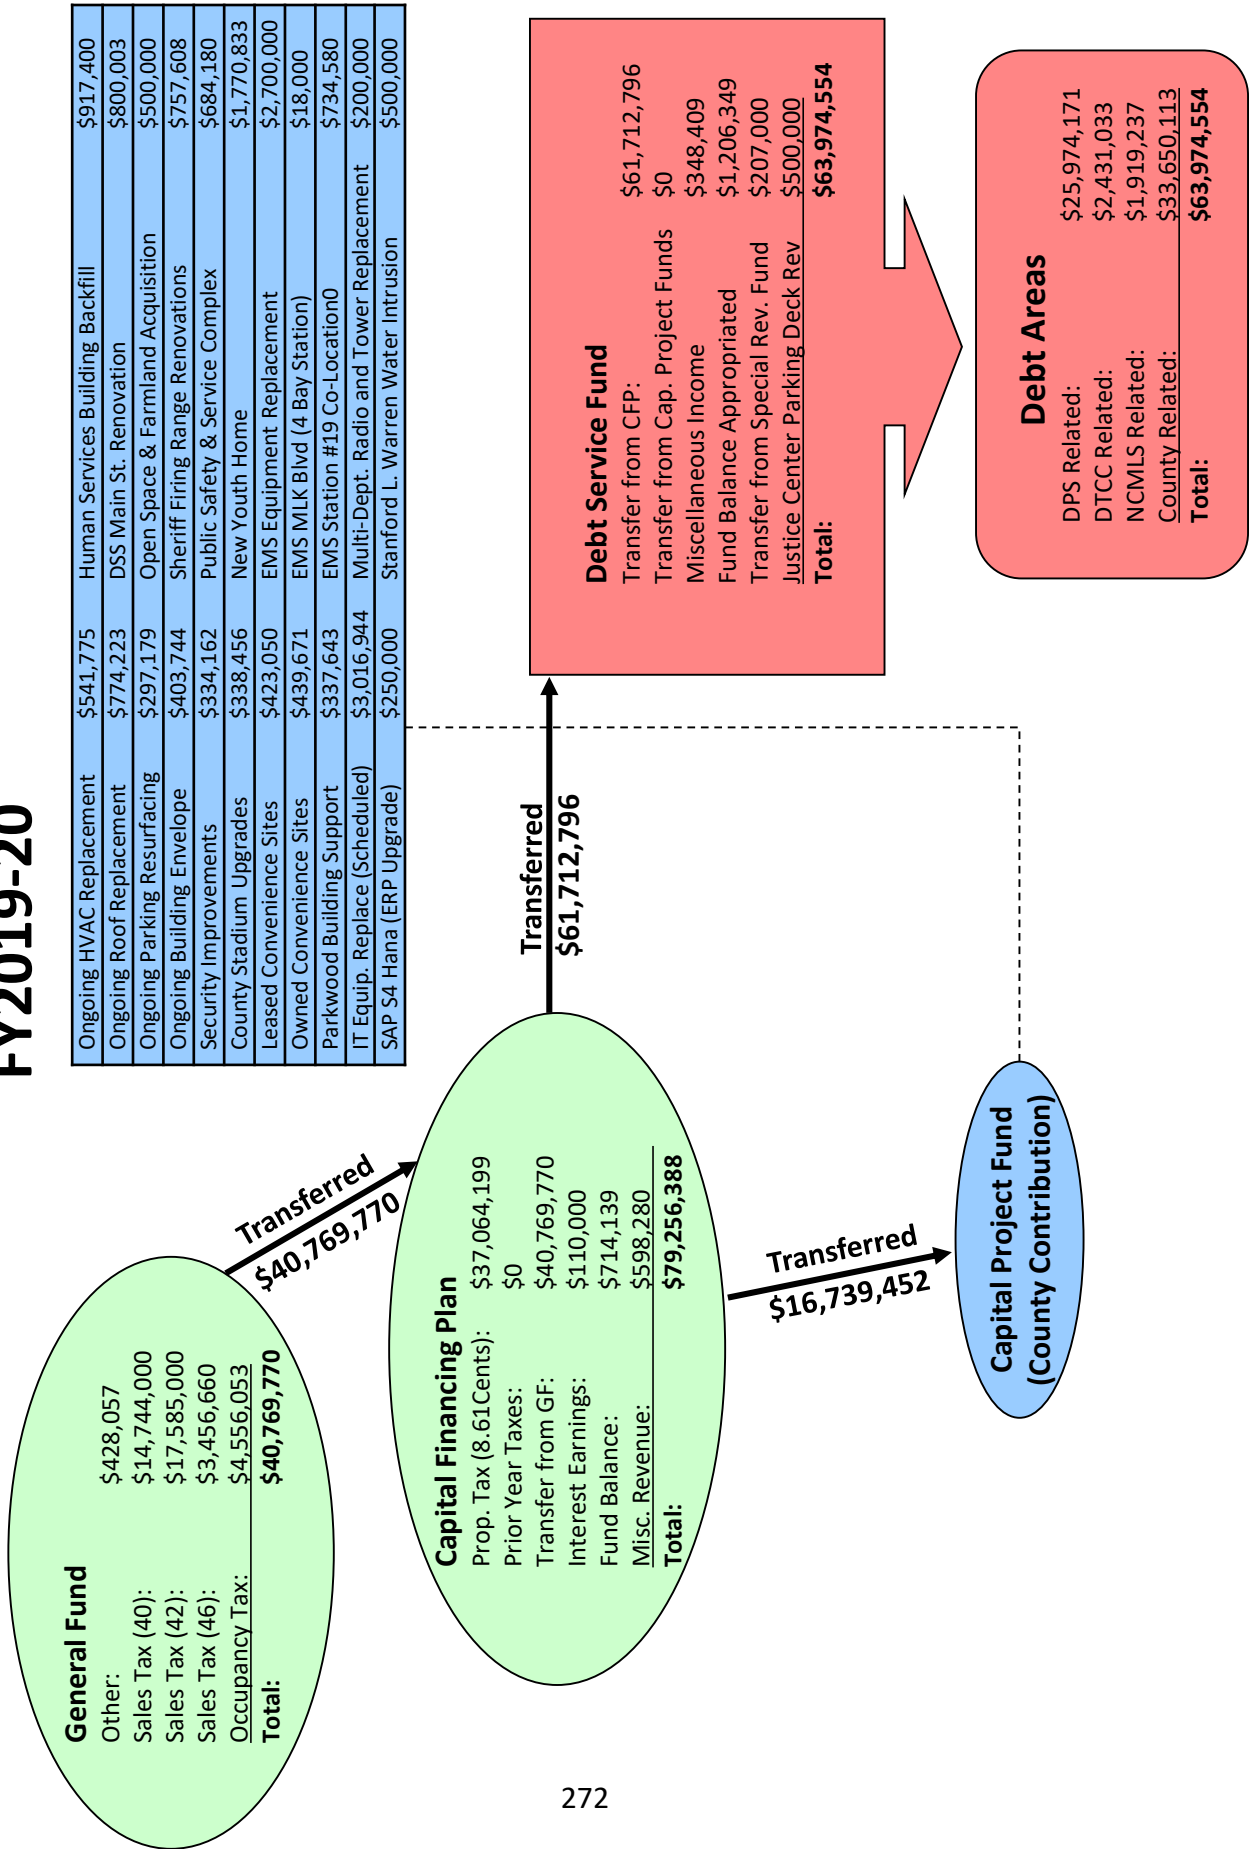 FY2019-20
General Fund
Other: $428,057
Sales Tax (40): $14,744,000
Sales Tax (42): $17,585,000
Sales Tax (46): $3,456,660
Occupancy Tax: $4,556,053
Total: $40,769,770
Transferred
$40,769,770
Ongoing HVAC Replacement $541,775 Human Services Building Backfill $917,400
Ongoing Roof Replacement $774,223 DSS Main St. Renovation $800,003
Ongoing Parking Resurfacing $297,179 Open Space & Farmland Acquisition $500,000
Ongoing Building Envelope $403,744 Sheriff Firing Range Renovations $757,608
Security Improvements $334,162 Public Safety & Service Complex $684,180
County Stadium Upgrades $338,456 New Youth Home $1,770,833
Leased Convenience Sites $423,050 EMS Equipment Replacement $2,700,000
Owned Convenience Sites $439,671 EMS MLK Blvd (4 Bay Station) $18,000
Parkwood Building Support $337,643 EMS Station #19 Co-Location0 $734,580
IT Equip. Replace (Scheduled) $3,016,944 Multi-Dept. Radio and Tower Replacement $200,000
SAP S4 Hana (ERP Upgrade) $250,000 Stanford L. Warren Water Intrusion $500,000
Capital Financing Plan
Prop. Tax (8.61Cents): $37,064,199
Prior Year Taxes: $0
Transfer from GF: $40,769,770
Interest Earnings: $110,000
Fund Balance: $714,139
Misc. Revenue: $598,280
Total: $79,256,388
Transferred
$61,712,796
Debt Service Fund
Transfer from CFP: $61,712,796
Transfer from Cap. Project Funds $0
Miscellaneous Income $348,409
Fund Balance Appropriated $1,206,349
Transfer from Special Rev. Fund $207,000
Justice Center Parking Deck Rev $500,000
Total: $63,974,554
Transferred
$16,739,452
Capital Project Fund
(County Contribution)
Debt Areas
DPS Related: $25,974,171
DTCC Related: $2,431,033
NCMLS Related: $1,919,237
County Related: $33,650,113
Total: $63,974,554
272